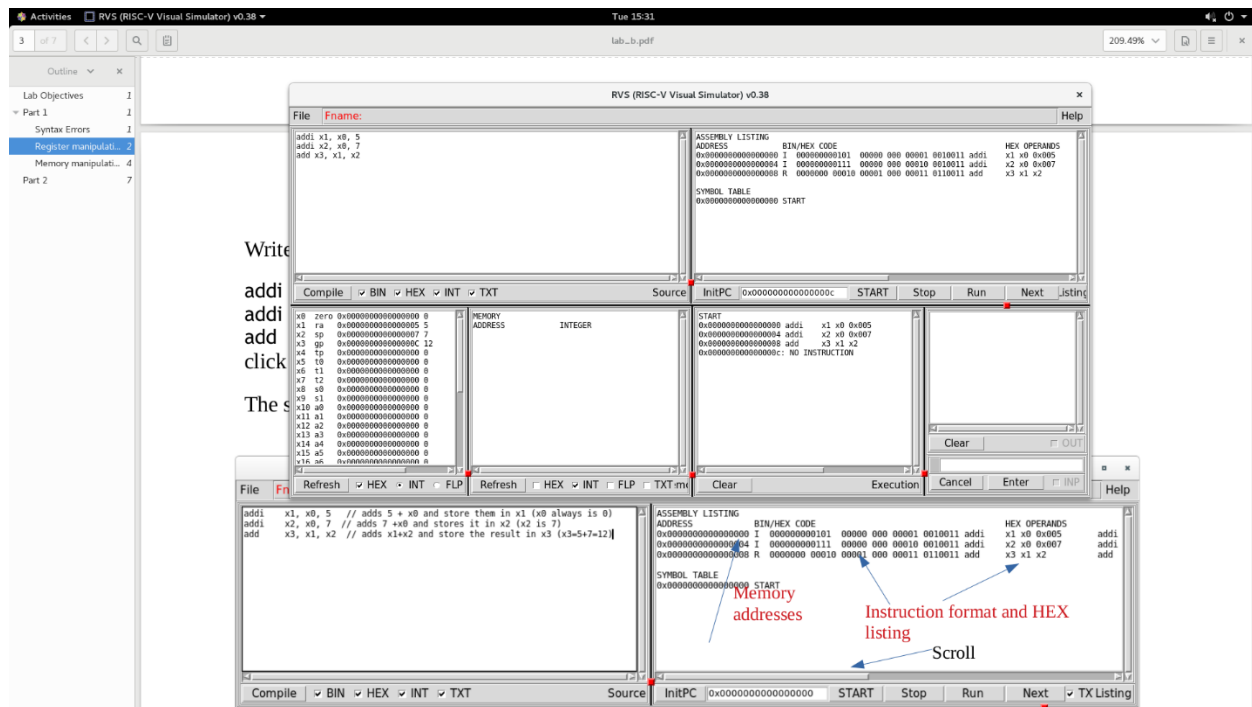 Activities RVS (RISC-V Visual Simulator) v0.38 Tue 15:31
3 of 7 lab_b.pdf 209.49%
Outline
Lab Objectives 1
Part 1 1
Syntax Errors 1
Register manipulati... 2
Memory manipulati... 4
Part 2 7
Write
addi
addi
add
click
The s
RVS (RISC-V Visual Simulator) v0.38
File Fname: Help
addi x1, x0, 5
addi x2, x0, 7
add x3, x1, x2
Compile BIN HEX INT TXT Source
ASSEMBLY LISTING
ADDRESS BIN/HEX CODE HEX OPERANDS
0x0000000000000000 I 000000000101 00000 000 00001 0010011 addi x1 x0 0x005
0x0000000000000004 I 000000000111 00000 000 00010 0010011 addi x2 x0 0x007
0x0000000000000008 R 0000000 00010 00001 000 00011 0110011 add x3 x1 x2
SYMBOL TABLE
0x0000000000000000 START
InitPC 0x000000000000000c START Stop Run Next Listing
x0 zero 0x0000000000000000 0
x1 ra 0x0000000000000005 5
x2 sp 0x0000000000000007 7
x3 gp 0x000000000000000C 12
x4 tp 0x0000000000000000 0
x5 t0 0x0000000000000000 0
x6 t1 0x0000000000000000 0
x7 t2 0x0000000000000000 0
x8 s0 0x0000000000000000 0
x9 s1 0x0000000000000000 0
x10 a0 0x0000000000000000 0
x11 a1 0x0000000000000000 0
x12 a2 0x0000000000000000 0
x13 a3 0x0000000000000000 0
x14 a4 0x0000000000000000 0
x15 a5 0x0000000000000000 0
x16 a6 0x0000000000000000 0
Refresh HEX INT FLP
MEMORY
ADDRESS INTEGER
Refresh HEX INT FLP TXT
START
0x0000000000000000 addi x1 x0 0x005
0x0000000000000004 addi x2 x0 0x007
0x0000000000000008 add x3 x1 x2
0x000000000000000c: NO INSTRUCTION
Clear Execution
Clear OUT
Cancel Enter INP
File Fn Help
addi x1, x0, 5 // adds 5 + x0 and store them in x1 (x0 always is 0)
addi x2, x0, 7 // adds 7 +x0 and stores it in x2 (x2 is 7)
add x3, x1, x2 // adds x1+x2 and store the result in x3 (x3=5+7=12)
Compile BIN HEX INT TXT Source
ASSEMBLY LISTING
ADDRESS BIN/HEX CODE HEX OPERANDS
0x0000000000000000 I 000000000101 00000 000 00001 0010011 addi x1 x0 0x005 addi
0x0000000000000004 I 000000000111 00000 000 00010 0010011 addi x2 x0 0x007 addi
0x0000000000000008 R 0000000 00010 00001 000 00011 0110011 add x3 x1 x2 add
SYMBOL TABLE
0x0000000000000000 START
Memory
addresses
Instruction format and HEX
listing
Scroll
InitPC 0x0000000000000000 START Stop Run Next TX Listing